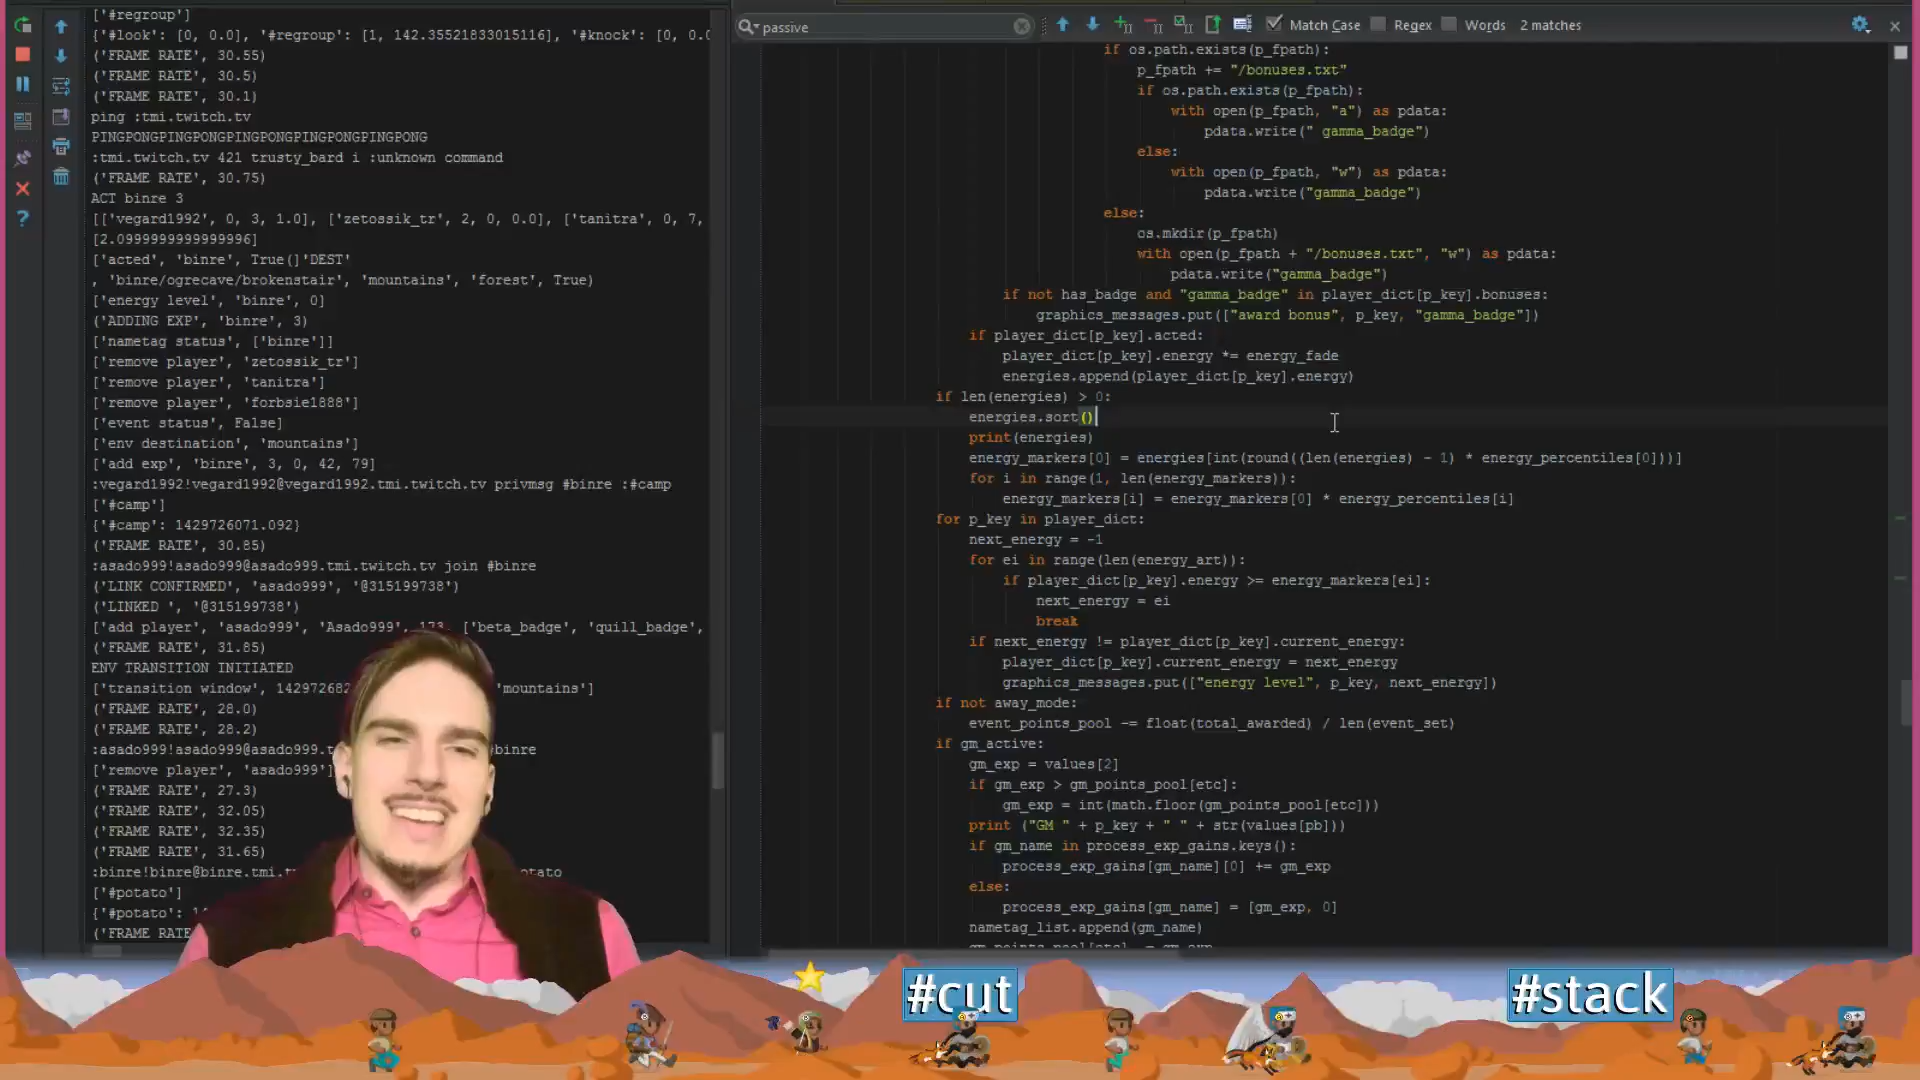 ['#regroup']
{'#look': [0, 0.0], '#regroup': [1, 142.35521833015116], '#knock': [0, 0.0
('FRAME RATE', 30.55)
('FRAME RATE', 30.5)
('FRAME RATE', 30.1)
ping :tmi.twitch.tv
PINGPONGPINGPONGPINGPONGPINGPONGPINGPONG
:tmi.twitch.tv 421 trusty_bard i :unknown command
('FRAME RATE', 30.75)
ACT binre 3
[['vegard1992', 0, 3, 1.0], ['zetossik_tr', 2, 0, 0.0], ['tanitra', 0, 7,
[2.0999999999999996]
['acted', 'binre', True(]'DEST'
, 'binre/ogrecave/brokenstair', 'mountains', 'forest', True)
['energy level', 'binre', 0]
('ADDING EXP', 'binre', 3)
['nametag status', ['binre']]
['remove player', 'zetossik_tr']
['remove player', 'tanitra']
['remove player', 'forbsie1888']
['event status', False]
['env destination', 'mountains']
['add exp', 'binre', 3, 0, 42, 79]
:vegard1992!vegard1992@vegard1992.tmi.twitch.tv privmsg #binre :#camp
['#camp']
{'#camp': 1429726071.092}
('FRAME RATE', 30.85)
:asado999!asado999@asado999.tmi.twitch.tv join #binre
('LINK CONFIRMED', 'asado999', '@315199738')
('LINKED ', '@315199738')
['add player', 'asado999', 'Asado999', 173, ['beta_badge', 'quill_badge',
('FRAME RATE', 31.85)
ENV TRANSITION INITIATED
['transition window', 142972682 'mountains']
('FRAME RATE', 28.0)
('FRAME RATE', 28.2)
:asado999!asado999@asado999.t binre
['remove player', 'asado999']
('FRAME RATE', 27.3)
('FRAME RATE', 32.05)
('FRAME RATE', 32.35)
('FRAME RATE', 31.65)
:binre!binre@binre.tmi.tw otato
['#potato']
{'#potato': 14
('FRAME RATE
passive
Match Case
Regex
Words
2 matches
if os.path.exists(p_fpath):
p_fpath += "/bonuses.txt"
if os.path.exists(p_fpath):
with open(p_fpath, "a") as pdata:
pdata.write(" gamma_badge")
else:
with open(p_fpath, "w") as pdata:
pdata.write("gamma_badge")
else:
os.mkdir(p_fpath)
with open(p_fpath + "/bonuses.txt", "w") as pdata:
pdata.write("gamma_badge")
if not has_badge and "gamma_badge" in player_dict[p_key].bonuses:
graphics_messages.put(["award bonus", p_key, "gamma_badge"])
if player_dict[p_key].acted:
player_dict[p_key].energy *= energy_fade
energies.append(player_dict[p_key].energy)
if len(energies) > 0:
energies.sort()
print(energies)
energy_markers[0] = energies[int(round((len(energies) - 1) * energy_percentiles[0]))]
for i in range(1, len(energy_markers)):
energy_markers[i] = energy_markers[0] * energy_percentiles[i]
for p_key in player_dict:
next_energy = -1
for ei in range(len(energy_art)):
if player_dict[p_key].energy >= energy_markers[ei]:
next_energy = ei
break
if next_energy != player_dict[p_key].current_energy:
player_dict[p_key].current_energy = next_energy
graphics_messages.put(["energy level", p_key, next_energy])
if not away_mode:
event_points_pool -= float(total_awarded) / len(event_set)
if gm_active:
gm_exp = values[2]
if gm_exp > gm_points_pool[etc]:
gm_exp = int(math.floor(gm_points_pool[etc]))
print ("GM " + p_key + " " + str(values[pb]))
if gm_name in process_exp_gains.keys():
process_exp_gains[gm_name][0] += gm_exp
else:
process_exp_gains[gm_name] = [gm_exp, 0]
nametag_list.append(gm_name)
gm_points_pool[etc] -= gm_exp
#cut
#stack